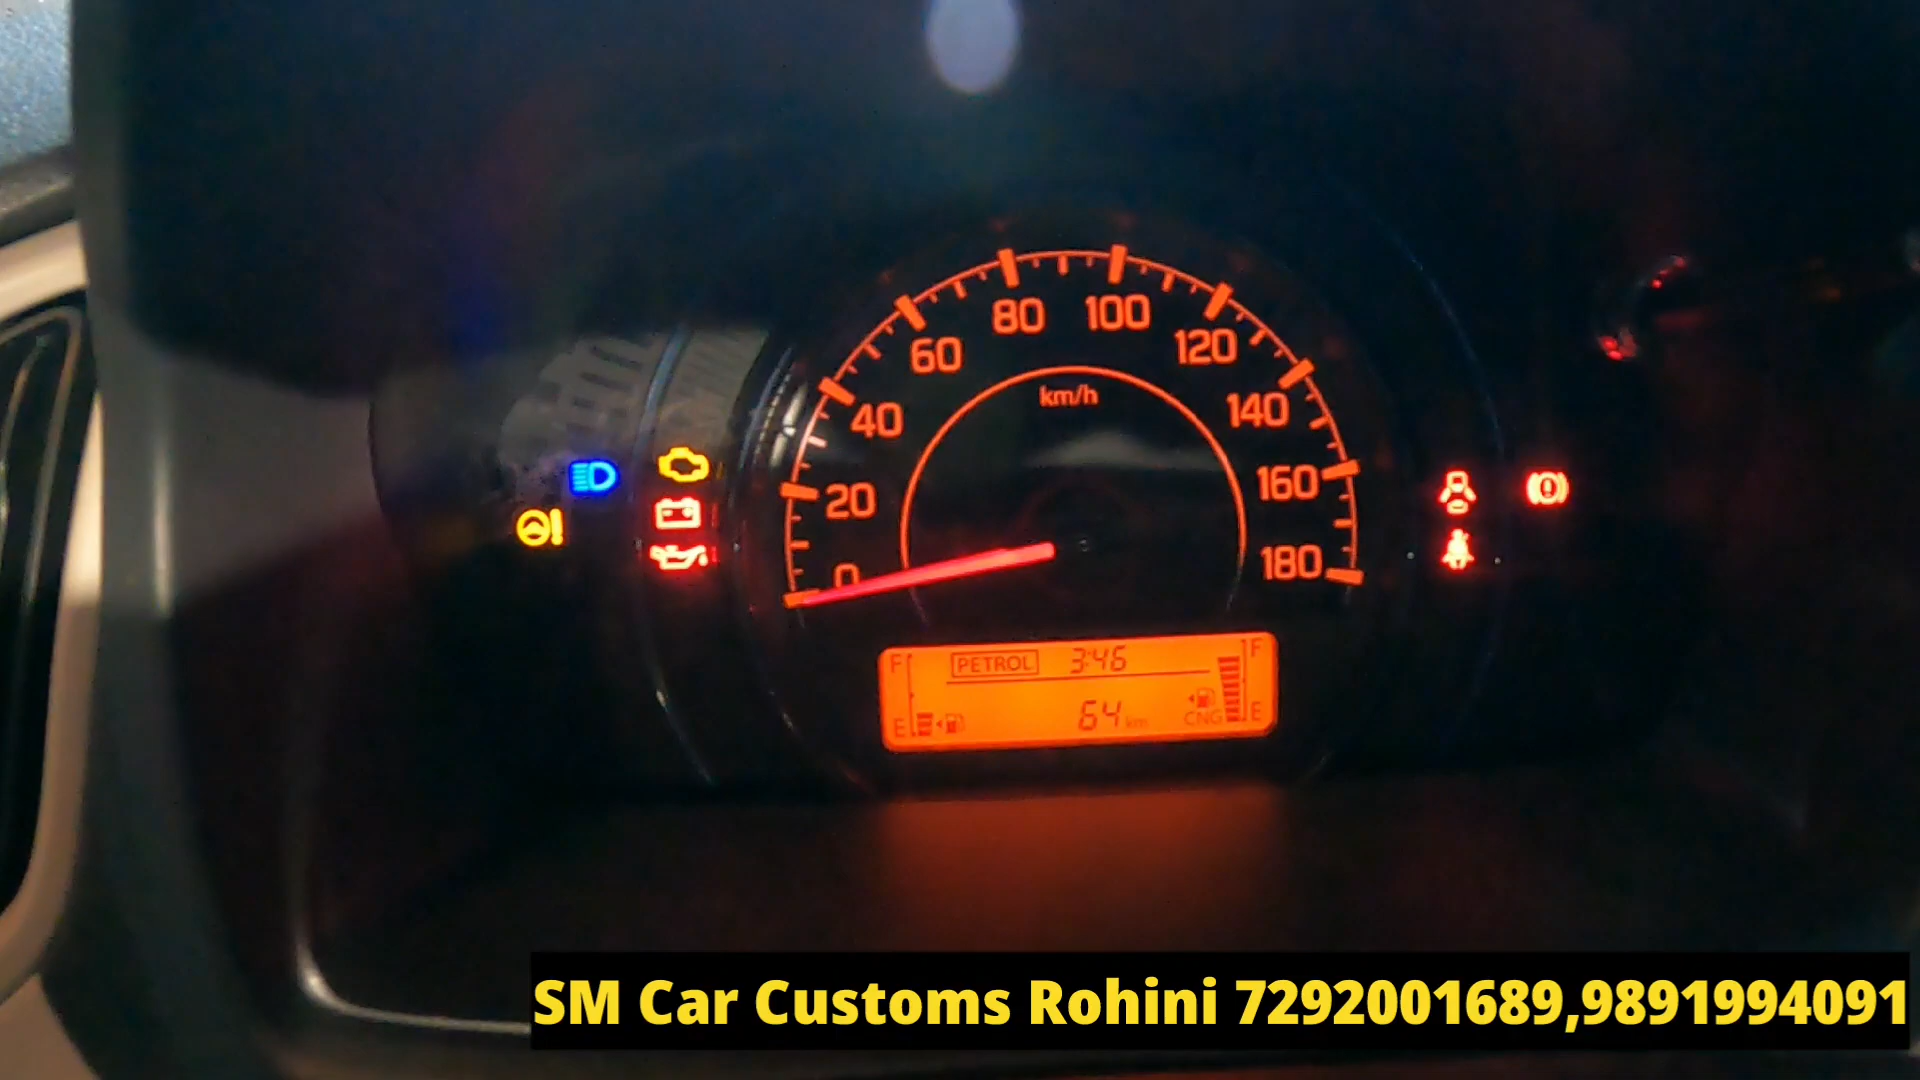 80 100
60 120
km/h
40 140
20 160
0 180
F PETROL 3:46 F
E 64 km CNG E
SM Car Customs Rohini 7292001689,9891994091